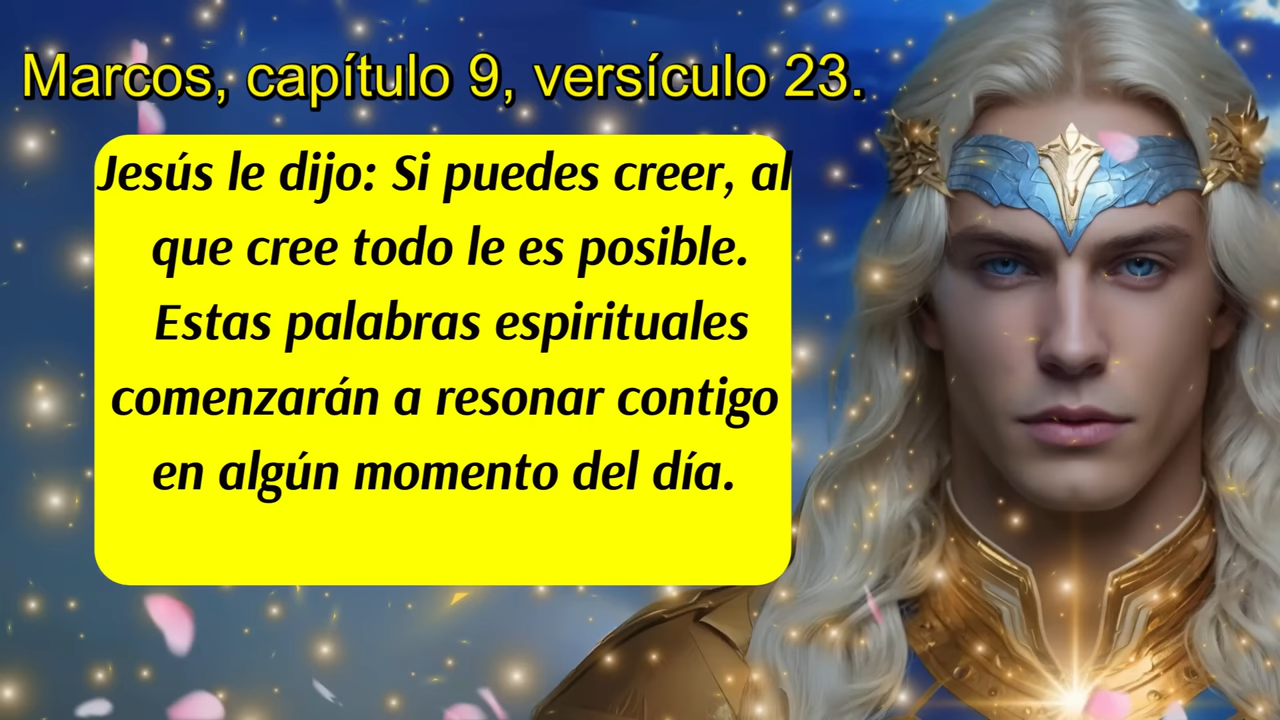 Marcos, capítulo 9, versículo 23.
Jesús le dijo: Si puedes creer, al
que cree todo le es posible.
Estas palabras espirituales
comenzarán a resonar contigo
en algún momento del día.